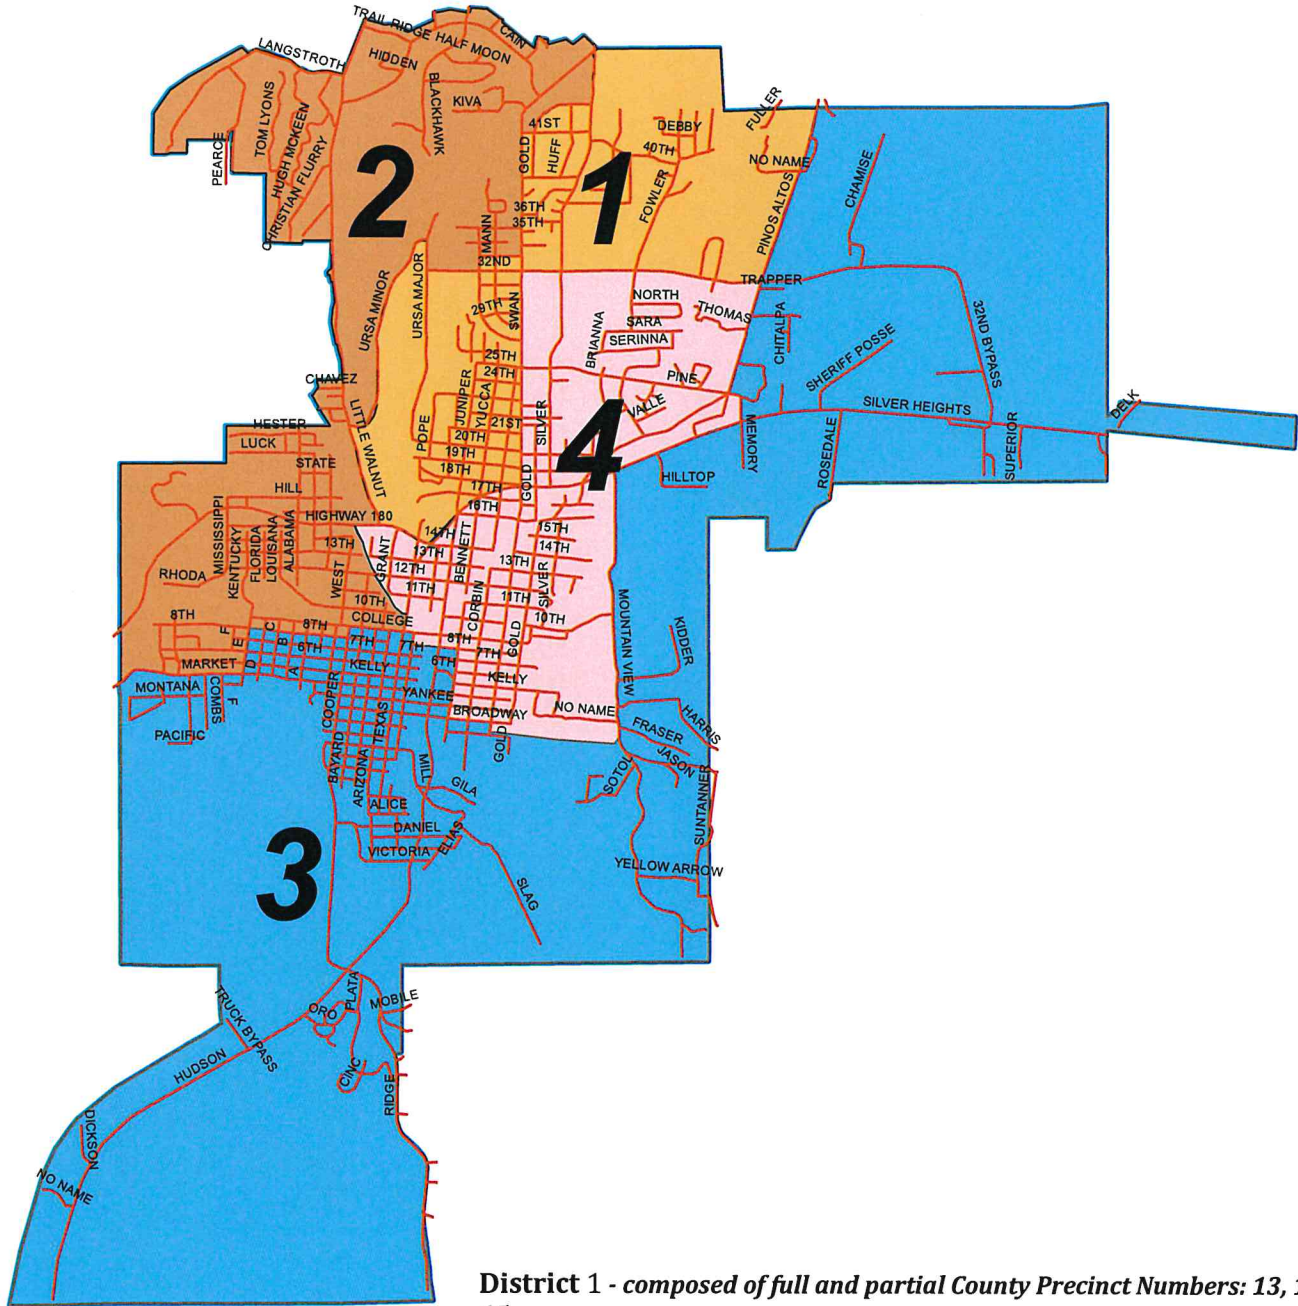 TRAIL RIDGE
HALF MOON
CAIN
LANGSTROTH
HIDDEN
BLACKHAWK
KIVA
TOM LYONS
HUGH MCKEEN
CHRISTIAN FLURRY
PEARCE
2
41ST
GOLD
HUFF
DEBBY
40TH
FULLER
NO NAME
1
FOWLER
PINOS ALTOS
CHAMISE
36TH
35TH
MANN
32ND
URSA MINOR
URSA MAJOR
29TH
SWAN
TRAPPER
NORTH
THOMAS
SARA
SERINNA
BRIANNA
CHITALPA
SHERIFF POSSE
32ND BYPASS
25TH
24TH
PINE
CHAVEZ
LITTLE WALNUT
JUNIPER
YUCCA
POPE
21ST
20TH
19TH
18TH
17TH
16TH
SILVER
VALLE
4
GOLD
SILVER HEIGHTS
DELK
MEMORY
ROSEDALE
SUPERIOR
HILLTOP
HESTER
LUCK
STATE
HILL
HIGHWAY 180
MISSISSIPPI
KENTUCKY
FLORIDA
LOUISANA
ALABAMA
13TH
WEST
GRANT
RHODA
10TH
COLLEGE
14TH
13TH
12TH
11TH
BENNETT
CORBIN
15TH
14TH
13TH
SILVER
11TH
10TH
GOLD
MOUNTAIN VIEW
KIDDER
8TH
F
E
D
C
B
A
8TH
6TH
7TH
7TH
8TH
7TH
6TH
MARKET
KELLY
KELLY
MONTANA
COMBS
F
PACIFIC
COOPER
YANKEE
BROADWAY
NO NAME
TEXAS
BAYARD
ARIZONA
GOLD
MILL
GILA
FRASER
HARRIS
JASON
SOTOL
SUNTANNER
ALICE
DANIEL
VICTORIA
ELIAS
3
SLAG
YELLOW ARROW
TRUCK BYPASS
ORO
PLATA
MOBILE
HUDSON
CINC
RIDGE
DICKSON
NO NAME
District 1 - composed of full and partial County Precinct Numbers: 13,